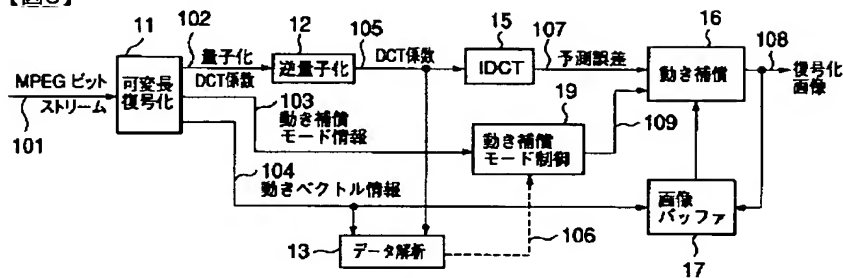 11
102
12
105
15
107
16
108
量子化
DCT係数
逆量子化
DCT係数
IDCT
予測誤差
動き補償
復号化
画像
MPEG ビット
ストリーム
101
可変長
復号化
103
動き補償
モード情報
19
動き補償
モード制御
109
104
動きベクトル情報
画像
バッファ
17
13
データ解析
106